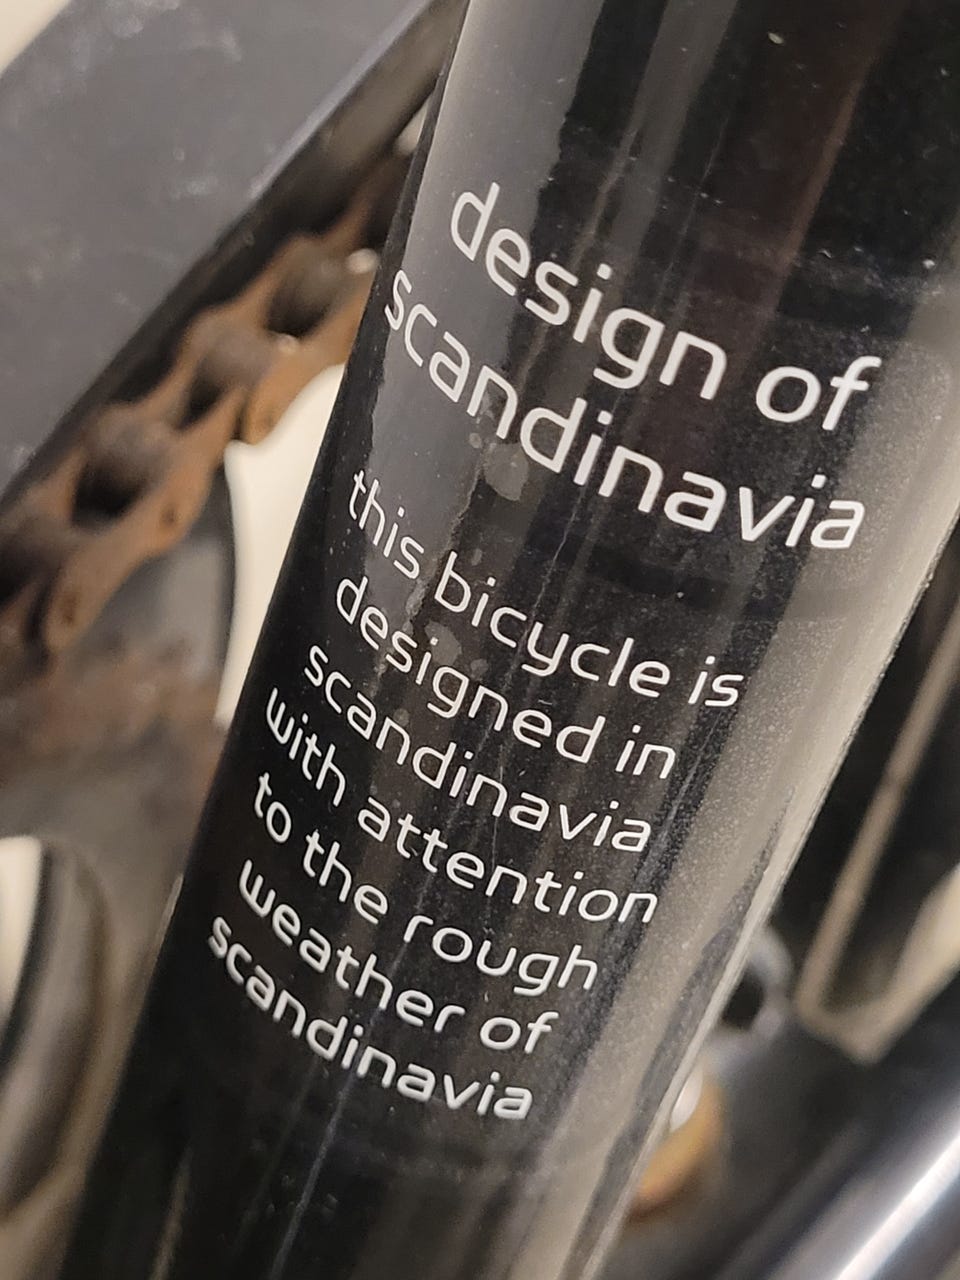 design of
scandinavia
this bicycle is
designed in
scandinavia
with attention
to the rough
weather of
scandinavia